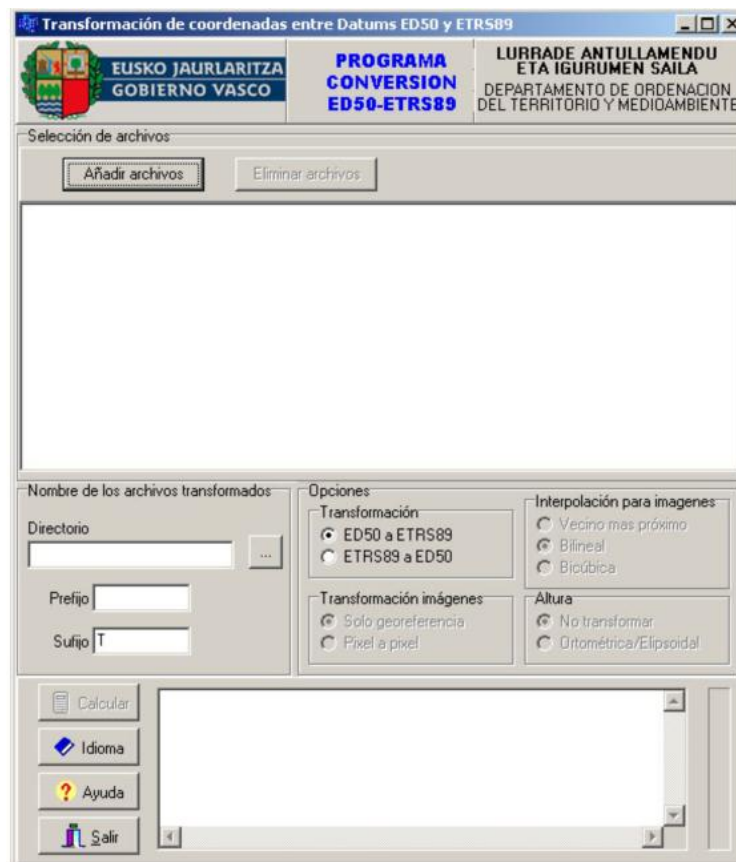 Transformación de coordenadas entre Datums ED50 y ETRS89
EUSKO JAURLARITZA
GOBIERNO VASCO
PROGRAMA
CONVERSION
ED50-ETRS89
LURRADE ANTULLAMENDU
ETA IGURUMEN SAILA
DEPARTAMENTO DE ORDENACION
DEL TERRITORIO Y MEDIOAMBIENTE
Selección de archivos
Añadir archivos
Eliminar archivos
Nombre de los archivos transformados
Directorio
...
Prefijo
Sufijo T
Opciones
Transformación
ED50 a ETRS89
ETRS89 a ED50
Transformación imágenes
Solo georeferencia
Pixel a pixel
Interpolación para imagenes
Vecino mas próximo
Bilineal
Bicúbica
Altura
No transformar
Ortométrica/Elipsoidal
Calcular
Idioma
Ayuda
Salir